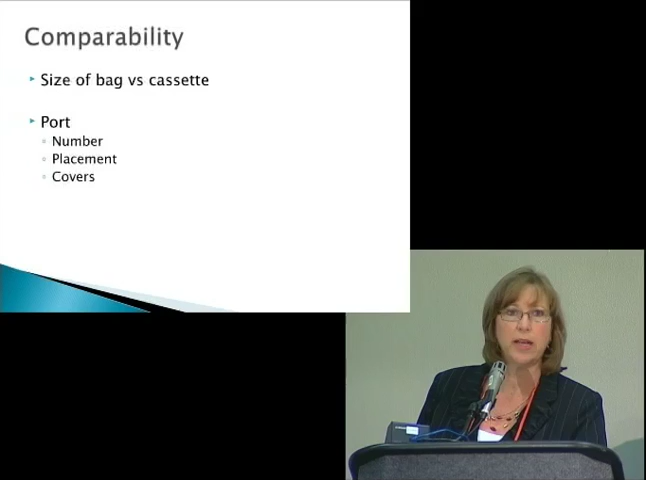 Comparability
Size of bag vs cassette
Port
Number
Placement
Covers